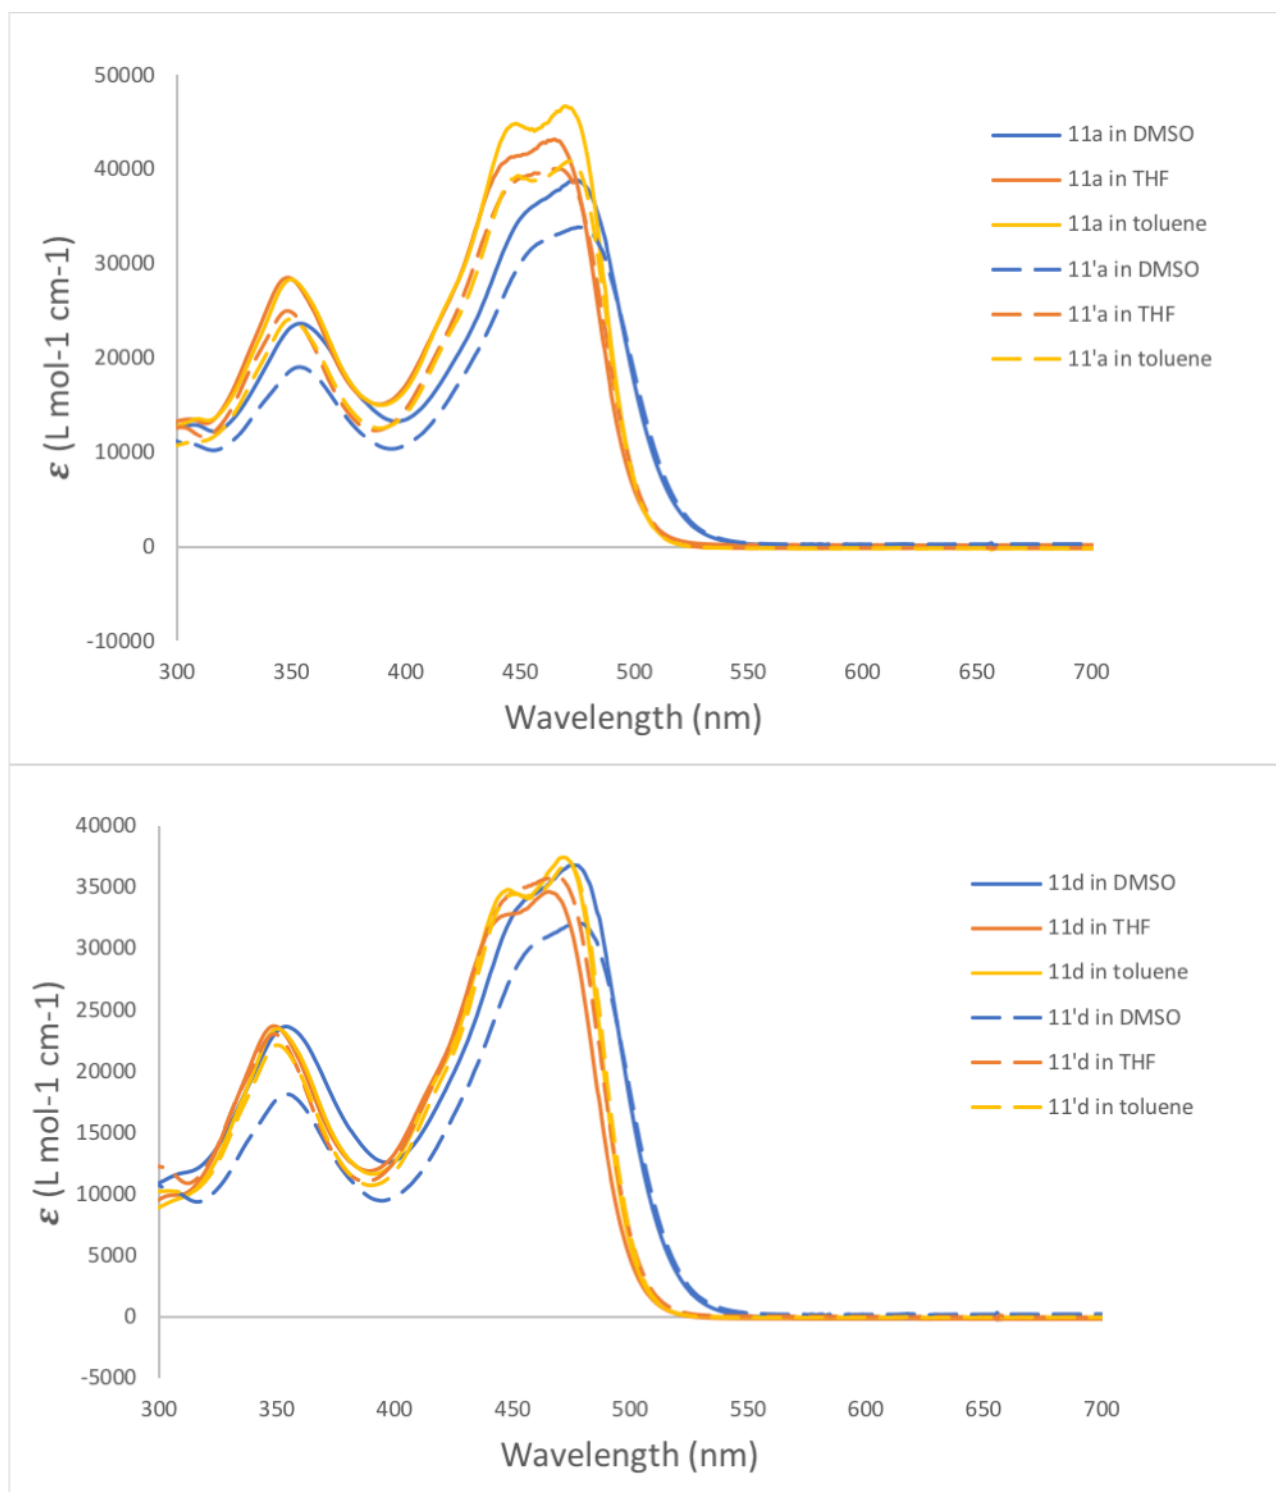 50000
40000
30000
20000
10000
0
-10000
ε (L mol-1 cm-1)
300 350 400 450 500 550 600 650 700
Wavelength (nm)
11a in DMSO
11a in THF
11a in toluene
11'a in DMSO
11'a in THF
11'a in toluene
40000
35000
30000
25000
20000
15000
10000
5000
0
-5000
ε (L mol-1 cm-1)
300 350 400 450 500 550 600 650 700
Wavelength (nm)
11d in DMSO
11d in THF
11d in toluene
11'd in DMSO
11'd in THF
11'd in toluene